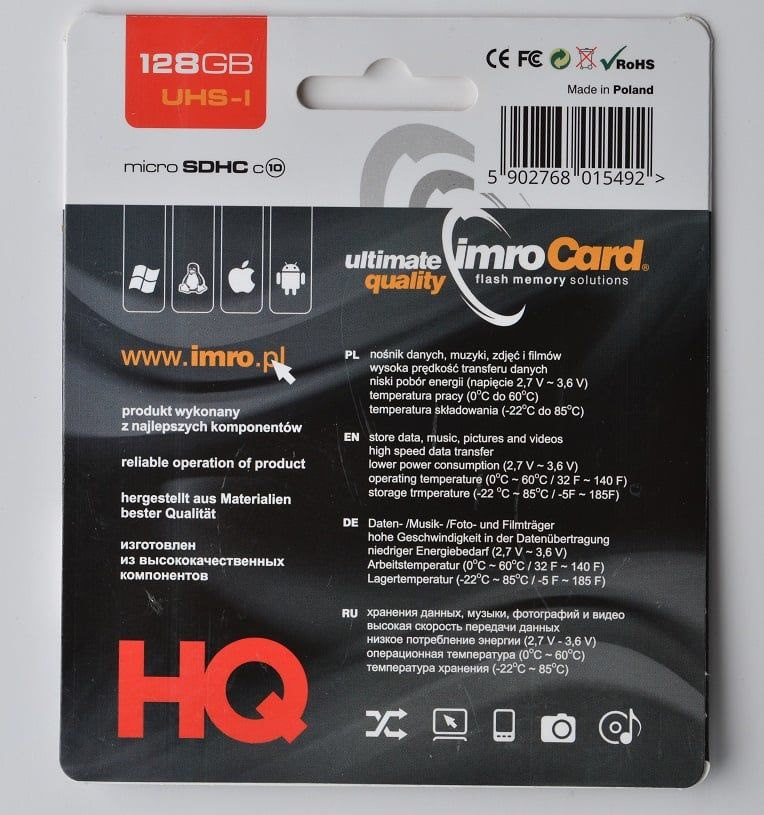 128GB
UHS-I
CE FC RoHS
Made in Poland
micro SDHC c10
5 902768 015492 >
ultimate
quality
imroCard®
flash memory solutions
www.imro.pl
produkt wykonany
z najlepszych komponentów
reliable operation of product
hergestellt aus Materialien
bester Qualität
изготовлен
из высококачественных
компонентов
HQ
PL nośnik danych, muzyki, zdjęć i filmów
wysoka prędkość transferu danych
niski pobór energii (napięcie 2,7 V ~ 3,6 V)
temperatura pracy (0°C do 60°C)
temperatura składowania (-22°C do 85°C)
EN store data, music, pictures and videos
high speed data transfer
lower power consumption (2,7 V ~ 3,6 V)
operating temperature (0°C ~ 60°C / 32 F ~ 140 F)
storage trmperature (-22 °C ~ 85°C / -5F ~ 185F)
DE Daten- /Musik- /Foto- und Filmträger
hohe Geschwindigkeit in der Datenübertragung
niedriger Energiebedarf (2,7 V ~ 3,6 V)
Arbeitstemperatur (0°C ~ 60°C / 32 F ~ 140 F)
Lagertemperatur (-22°C ~ 85°C / -5 F ~ 185 F)
RU хранения данных, музыки, фотографий и видео
высокая скорость передачи данных
низкое потребление энергии (2,7 V - 3,6 V)
операционная температура (0°C ~ 60°C)
температура хранения (-22°C ~ 85°C)